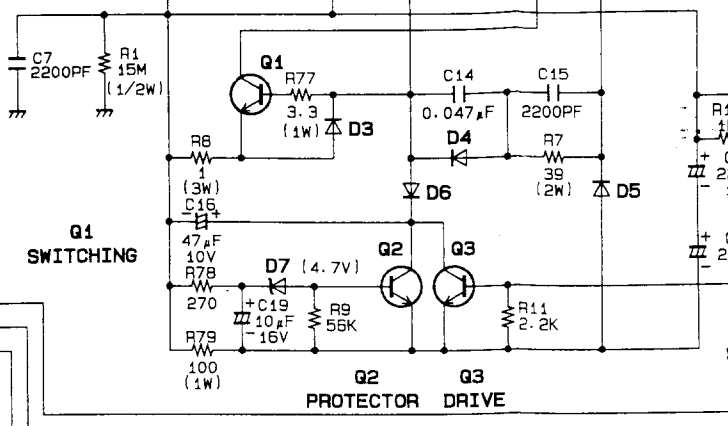 C7
2200PF
R1
15M
(1/2W)
Q1
R77
3.3
(1W)
D3
C14
0.047µF
C15
2200PF
D4
R7
39
(2W)
D5
R8
1
(3W)
C16
- +
47µF
10V
D6
Q1
SWITCHING
R78
270
D7 (4.7V)
Q2
Q3
+
C19
10µF
-
16V
R9
56K
R11
2.2K
R79
100
(1W)
Q2 Q3
PROTECTOR DRIVE
+
-
+
-